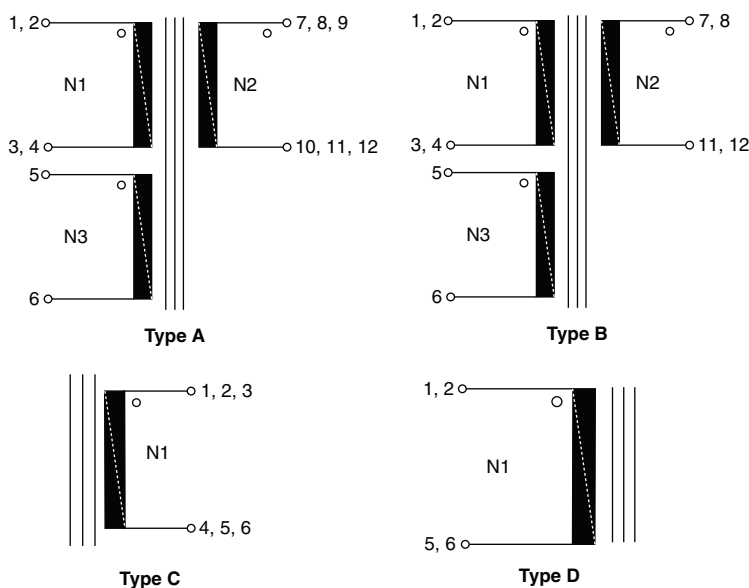 1, 2
7, 8, 9
N1
N2
3, 4
10, 11, 12
5
N3
6
Type A
1, 2
7, 8
N1
N2
3, 4
11, 12
5
N3
6
Type B
1, 2, 3
N1
4, 5, 6
Type C
1, 2
N1
5, 6
Type D